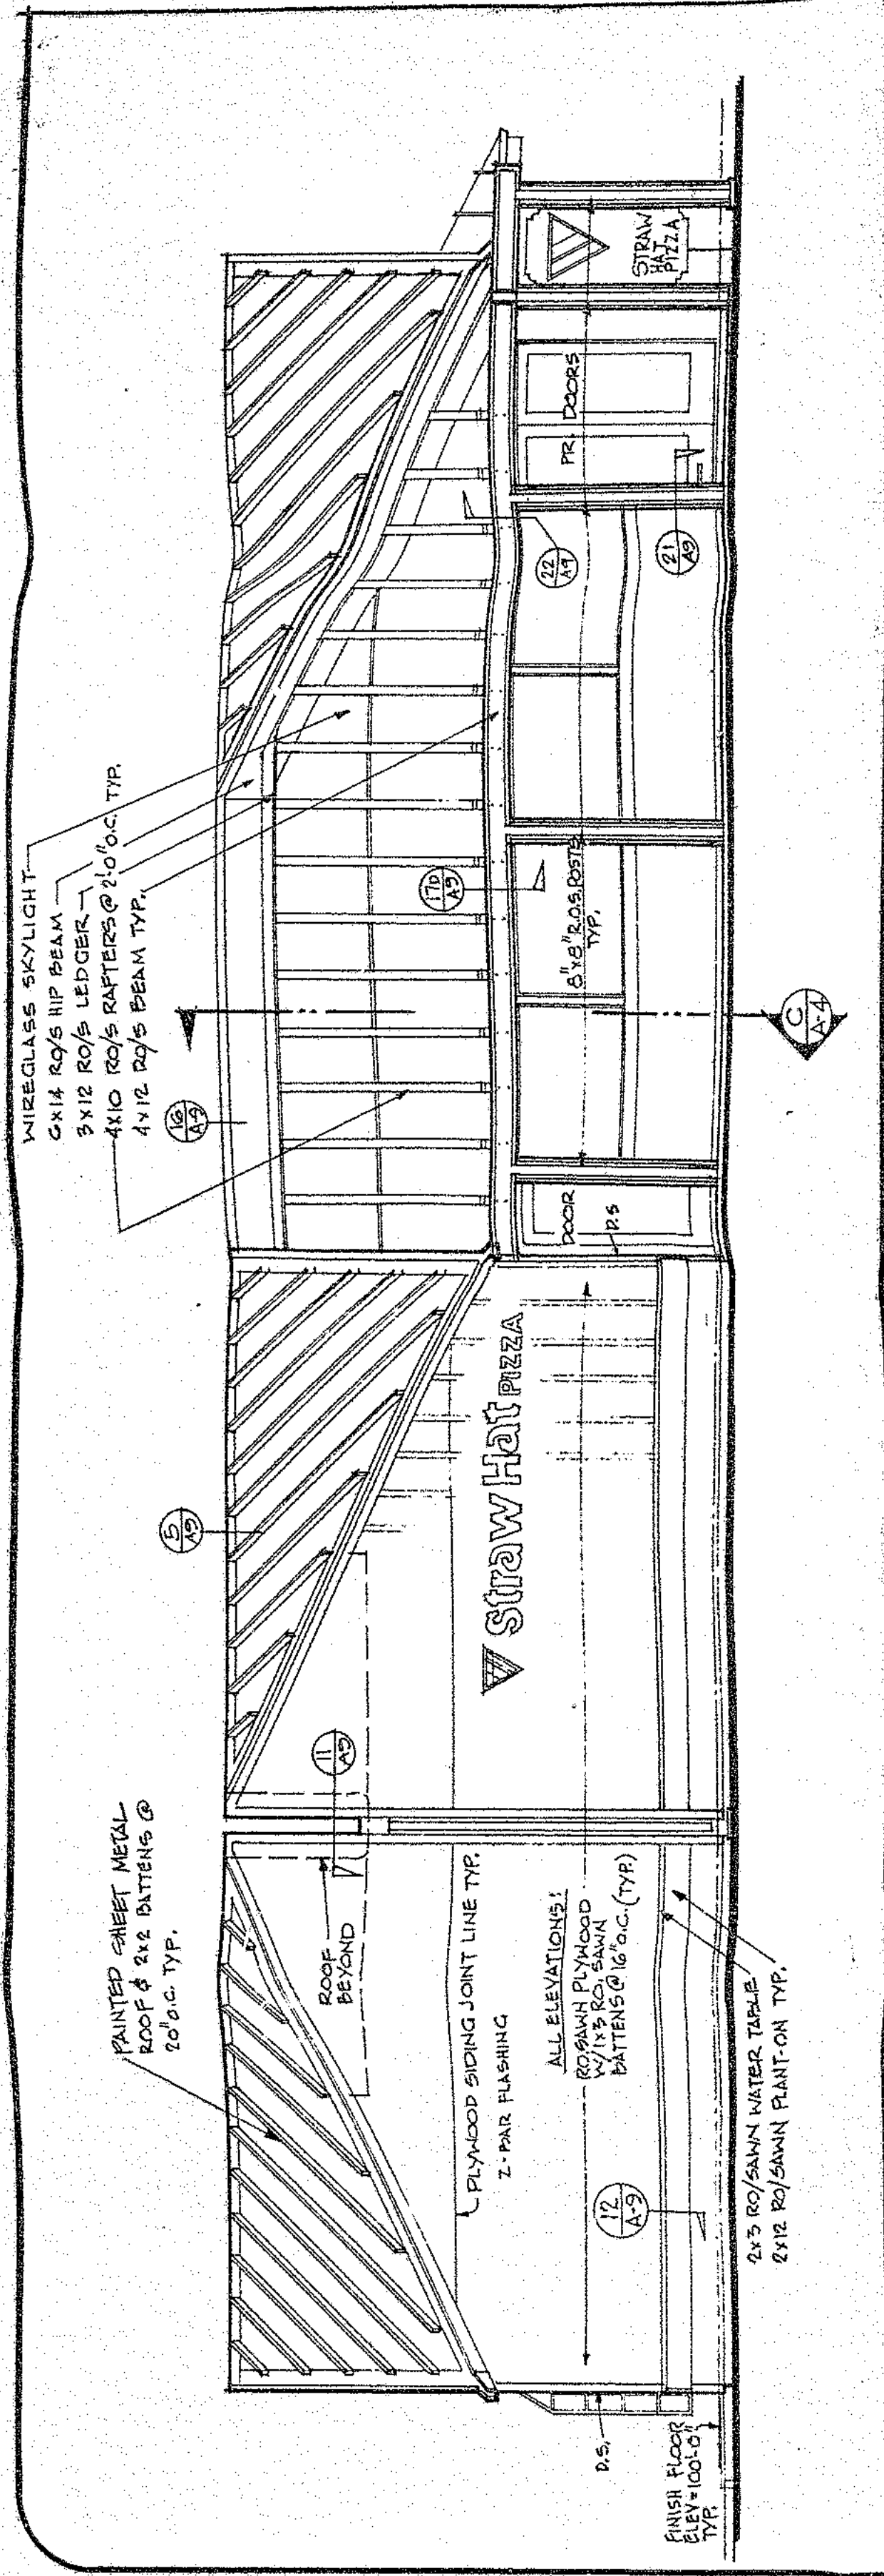 WIREGLASS SKYLIGHT
6x14 RO/S HIP BEAM
3x12 RO/S LEDGER
4x10 RO/S RAFTERS @ 2'-0" O.C. TYP.
4x12 RO/S BEAM TYP.
PAINTED SHEET METAL
ROOF & 2x2 BATTENS @
20" O.C. TYP.
5
A9
16
A-9
11
A9
ROOF
BEYOND
17D
A9
22
A9
21
A9
PLYWOOD SIDING JOINT LINE TYP.
Z-BAR FLASHING
ALL ELEVATIONS:
RO.SAWN PLYWOOD
W/1x3 RO. SAWN
BATTENS @ 16" O.C. (TYP.)
Straw Hat PIZZA
DOOR
D.S
8"x8" R.O.S. POSTS
TYP.
PR. DOORS
STRAW
HAT
PIZZA
12
A-9
D.S.
FINISH FLOOR
ELEV = 100'-0"
TYP.
2x3 RO/SAWN WATER TABLE
2x12 RO/SAWN PLANT-ON TYP.
C
A-4